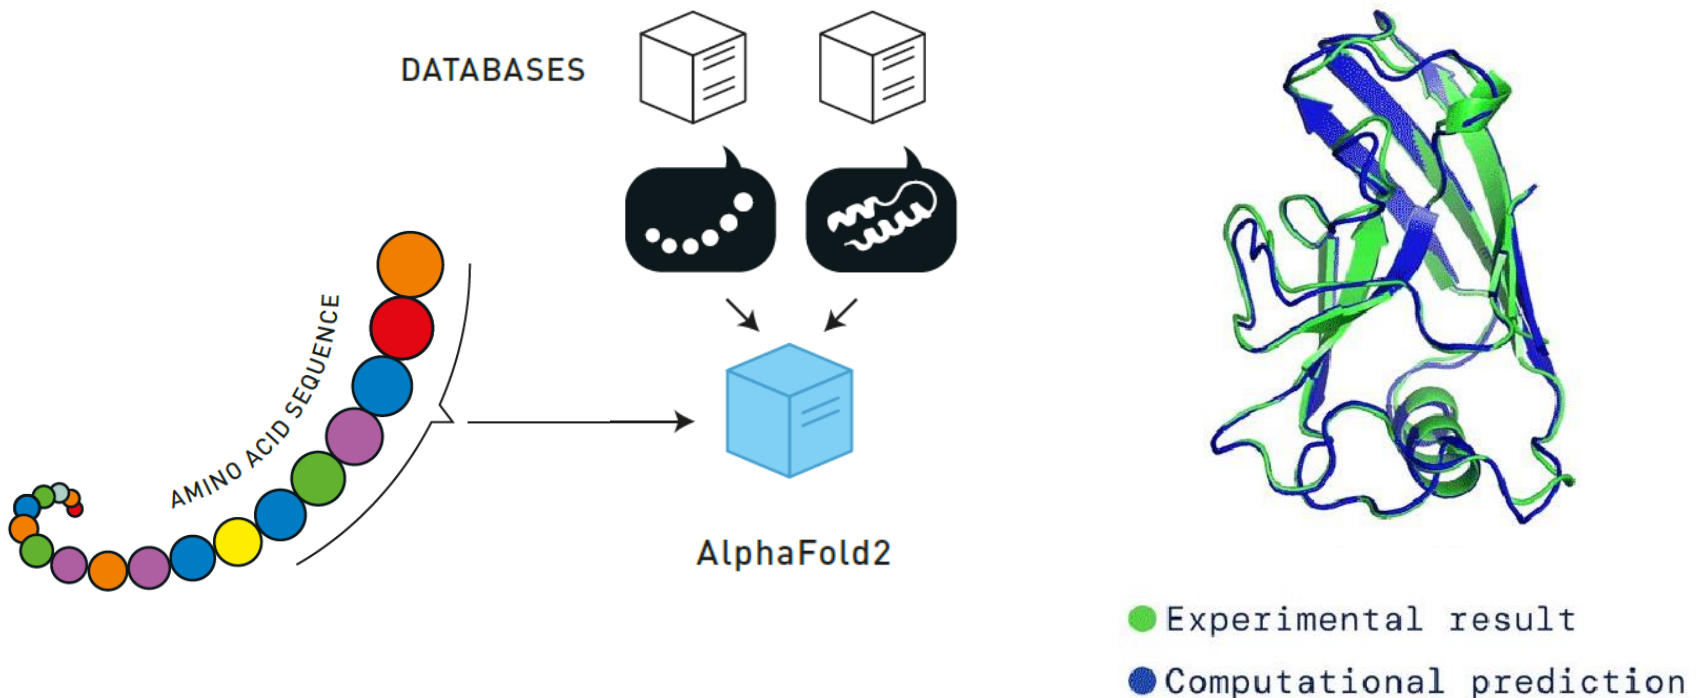 DATABASES
AMINO ACID SEQUENCE
AlphaFold2
Experimental result
Computational prediction